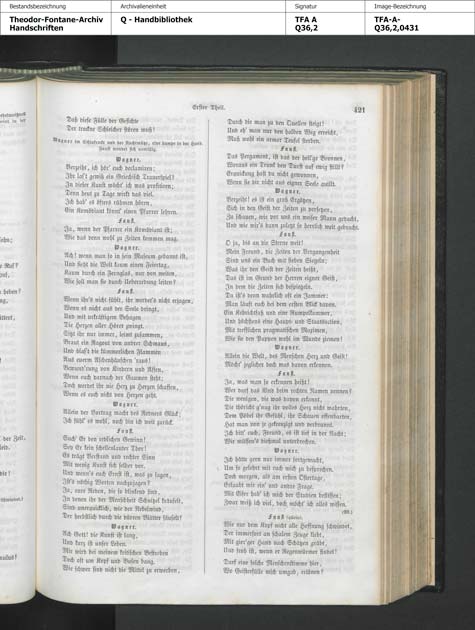 Bestandsbezeichnung
Archivalieneinheit
Signatur
Image-Bezeichnung
Theodor-Fontane-Archiv
Handschriften
Q - Handbibliothek
TFA A
Q36,2
TFA-A-
Q36,2,0431
Erster Theil.
421
Daß diese Fülle der Gesichte
Der trockne Schleicher stören muß!
Wagner im Schlafrocke und der Nachtmütze, eine Lampe in der Hand.
Faust wendet sich unwillig.
Wagner.
Verzeiht, ich hör' euch declamiren;
Ihr las't gewiß ein Griechisch Trauerspiel?
In dieser Kunst möcht' ich was profitiren;
Denn heut zu Tage wirkt das viel.
Ich hab' es öfters rühmen hören,
Ein Komödiant könnt' einen Pfarrer lehren.
Faust.
Ja, wenn der Pfarrer ein Komödiant ist;
Wie das denn wohl zu Zeiten kommen mag.
Wagner.
Ach! wenn man so in sein Museum gebannt ist,
Und sieht die Welt kaum einen Feiertag,
Kaum durch ein Fernglas, nur von weiten,
Wie soll man sie durch Ueberredung leiten?
Faust.
Wenn ihr's nicht fühlt, ihr werdet's nicht erjagen,
Wenn es nicht aus der Seele dringt,
Und mit urkräftigem Behagen
Die Herzen aller Hörer zwingt.
Sitzt ihr nur immer, leimt zusammen,
Braut ein Ragout von andrer Schmaus,
Und blas't die kümmerlichen Flammen
Aus eurem Aschenhäufchen 'raus!
Bewund'rung von Kindern und Affen,
Wenn euch darnach der Gaumen steht;
Doch werdet ihr nie Herz zu Herzen schaffen,
Wenn es euch nicht von Herzen geht.
Wagner.
Allein der Vortrag macht des Redners Glück;
Ich fühl' es wohl, noch bin ich weit zurück.
Faust.
Such' Er den redlichen Gewinn!
Sey Er kein schellenlauter Thor!
Es trägt Verstand und rechter Sinn
Mit wenig Kunst sich selber vor.
Und wenn's euch Ernst ist, was zu sagen,
Ist's nöthig Worten nachzujagen?
Ja, eure Reden, die so blinkend sind,
In denen ihr der Menschheit Schnitzel kräuselt,
Sind unerquicklich, wie der Nebelwind,
Der herbstlich durch die dürren Blätter säuselt!
Wagner.
Ach Gott! die Kunst ist lang,
Und kurz ist unser Leben.
Mir wird bei meinem kritischen Bestreben
Doch oft um Kopf und Busen bang.
Wie schwer sind nicht die Mittel zu erwerben,
Durch die man zu den Quellen steigt!
Und eh' man nur den halben Weg erreicht,
Muß wohl ein armer Teufel sterben.
Faust.
Das Pergament, ist das der heil'ge Bronnen,
Woraus ein Trunk den Durst auf ewig stillt?
Erquickung hast du nicht gewonnen,
Wenn sie dir nicht aus eigner Seele quillt.
Wagner.
Verzeiht! es ist ein groß Ergötzen,
Sich in den Geist der Zeiten zu versetzen,
Zu schauen, wie vor uns ein weiser Mann gedacht,
Und wie wir's dann zuletzt so herrlich weit gebracht.
Faust.
O ja, bis an die Sterne weit!
Mein Freund, die Zeiten der Vergangenheit
Sind uns ein Buch mit sieben Siegeln;
Was ihr den Geist der Zeiten heißt,
Das ist im Grund der Herren eigner Geist,
In dem die Zeiten sich bespiegeln.
Da ist's denn wahrlich oft ein Jammer!
Man läuft euch bei dem ersten Blick davon.
Ein Kehrichtfaß und eine Rumpelkammer,
Und höchstens eine Haupt- und Staatsaction,
Mit trefflichen pragmatischen Maximen,
Wie sie den Puppen wohl im Munde ziemen!
Wagner.
Allein die Welt, des Menschen Herz und Geist!
Möcht' jeglicher doch was davon erkennen.
Faust.
Ja, was man so erkennen heißt!
Wer darf das Kind beim rechten Namen nennen?
Die wenigen, die was davon erkannt,
Die thöricht g'nug ihr volles Herz nicht wahrten,
Dem Pöbel ihr Gefühl, ihr Schauen offenbarten,
Hat man von je gekreuzigt und verbrannt.
Ich bitt' euch, Freund, es ist tief in der Nacht;
Wir müssen's diesmal unterbrechen.
Wagner.
Ich hätte gern nur immer fortgewacht,
Um so gelehrt mit euch mich zu besprechen.
Doch morgen, als am ersten Ostertage,
Erlaubt mir ein' und andre Frage.
Mit Eifer hab' ich mich der Studien beflissen;
Zwar weiß ich viel, doch möcht' ich alles wissen.
(Ab.)
Faust (allein).
Wie nur dem Kopf nicht alle Hoffnung schwindet,
Der immerfort an schalem Zeuge klebt,
Mit gier'ger Hand nach Schätzen gräbt,
Und froh ist, wenn er Regenwürmer findet!
Darf eine solche Menschenstimme hier,
Wo Geisterfülle mich umgab, ertönen?